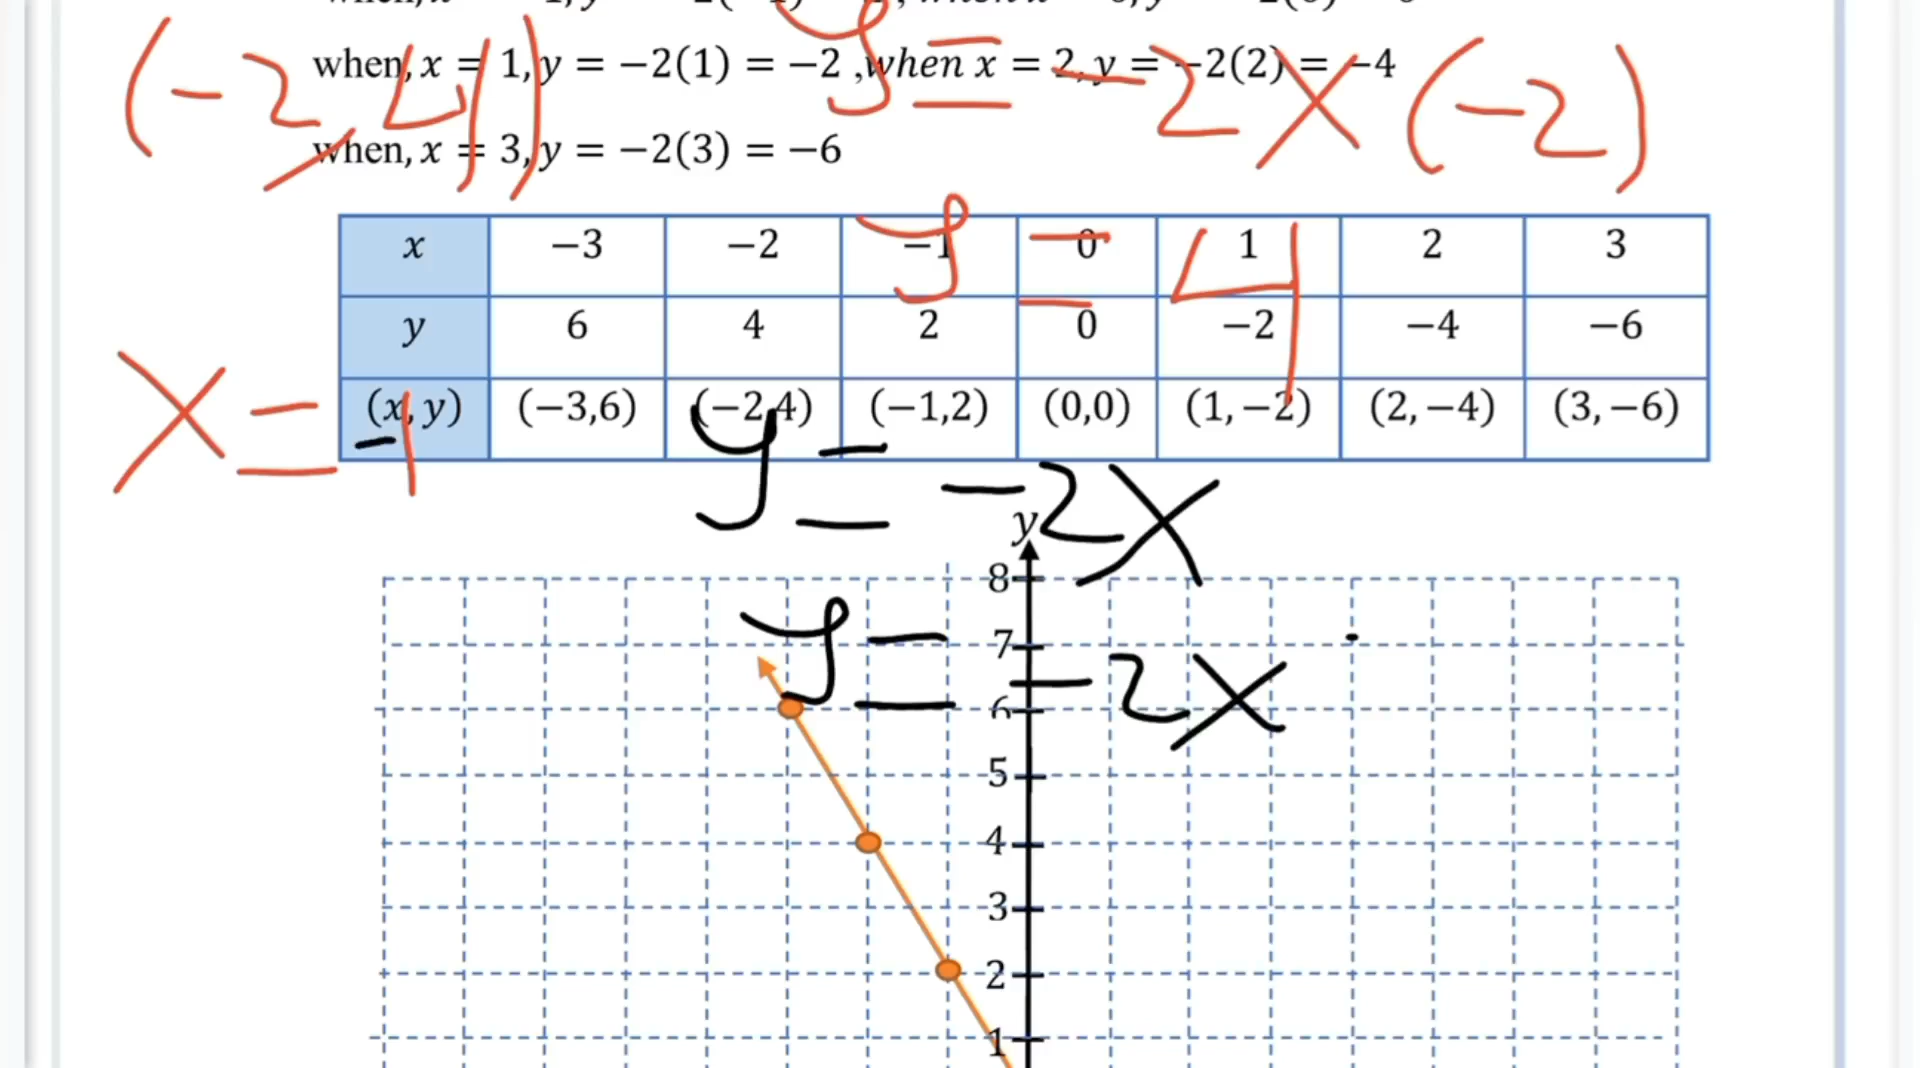 when, x = 1, y = −2(1) = −2 , when x = 2, y = −2(2) = −4
when, x = 3, y = −2(3) = −6
(−2, 4)
y = −2 × (−2)
y = 4
x −3 −2 −1 0 1 2 3
y 6 4 2 0 −2 −4 −6
(x, y) (−3,6) (−2,4) (−1,2) (0,0) (1, −2) (2, −4) (3, −6)
x = −1
y = −2x
y
8
y = −2x
7
6
5
4
3
2
1